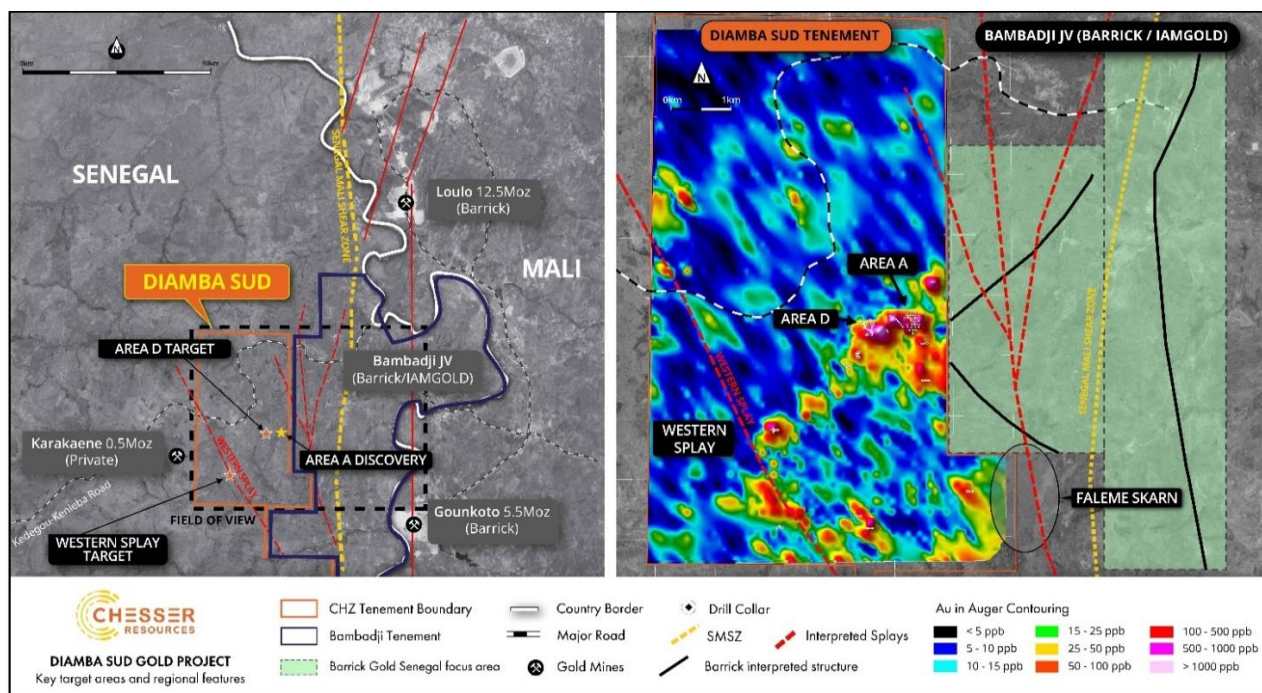 N
0km
10km
SENEGAL
SENEGAL MALI SHEAR ZONE
Loulo 12.5Moz
(Barrick)
MALI
DIAMBA SUD
AREA D TARGET
Bambadji JV
(Barrick/IAMGOLD)
Karakaene 0.5Moz
(Private)
AREA A DISCOVERY
WESTERN SPLAY
Kedegou-Kenieba Road
FIELD OF VIEW
Gounkoto 5.5Moz
(Barrick)
WESTERN SPLAY
TARGET
DIAMBA SUD TENEMENT
BAMBADJI JV (BARRICK / IAMGOLD)
N
0km
1km
AREA A
AREA D
WESTERN SPLAY
WESTERN
SPLAY
SENEGAL MALI SHEAR ZONE
FALEME SKARN
CHESSER
RESOURCES
DIAMBA SUD GOLD PROJECT
Key target areas and regional features
CHZ Tenement Boundary
Bambadji Tenement
Barrick Gold Senegal focus area
Country Border
Major Road
Gold Mines
Drill Collar
SMSZ
Interpreted Splays
Barrick interpreted structure
Au in Auger Contouring
< 5 ppb
5 - 10 ppb
10 - 15 ppb
15 - 25 ppb
25 - 50 ppb
50 - 100 ppb
100 - 500 ppb
500 - 1000 ppb
> 1000 ppb